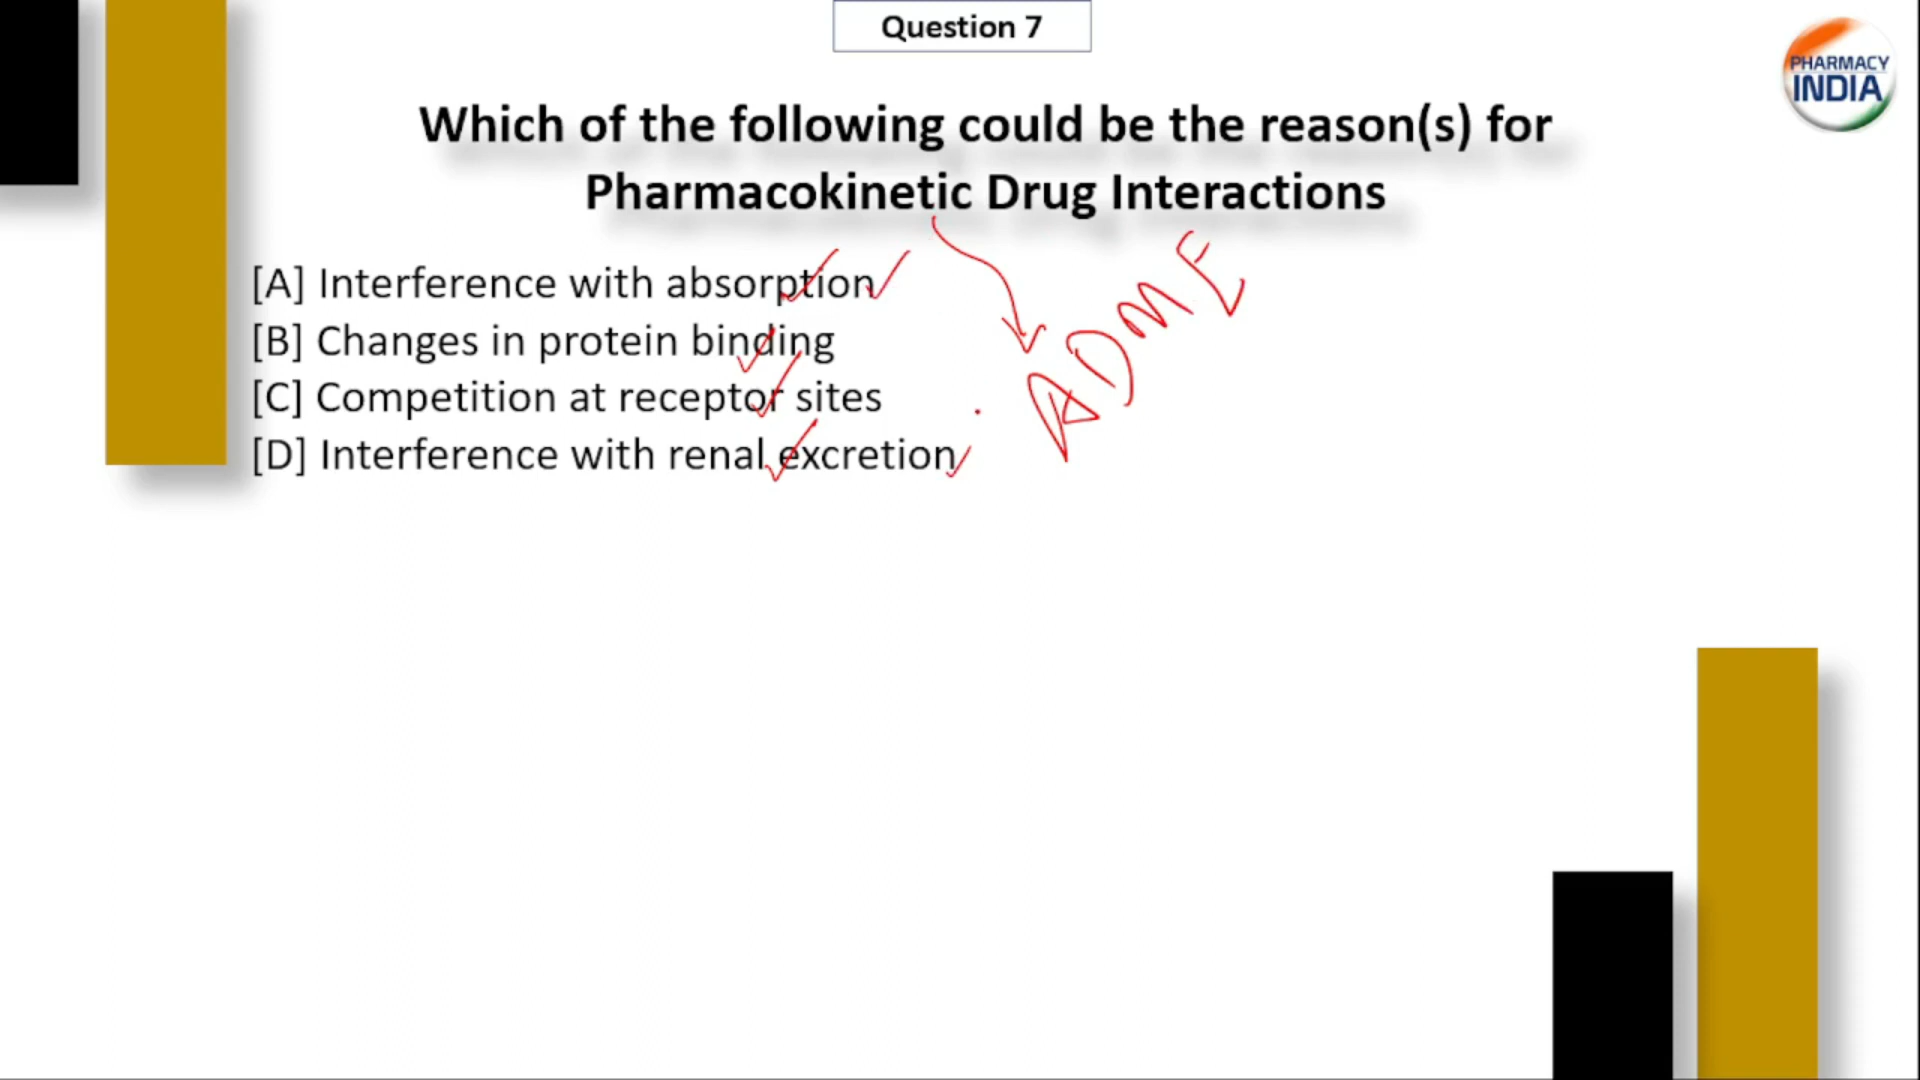 Question 7
PHARMACY
INDIA
Which of the following could be the reason(s) for
Pharmacokinetic Drug Interactions
[A] Interference with absorption
[B] Changes in protein binding
[C] Competition at receptor sites
[D] Interference with renal excretion
ADME